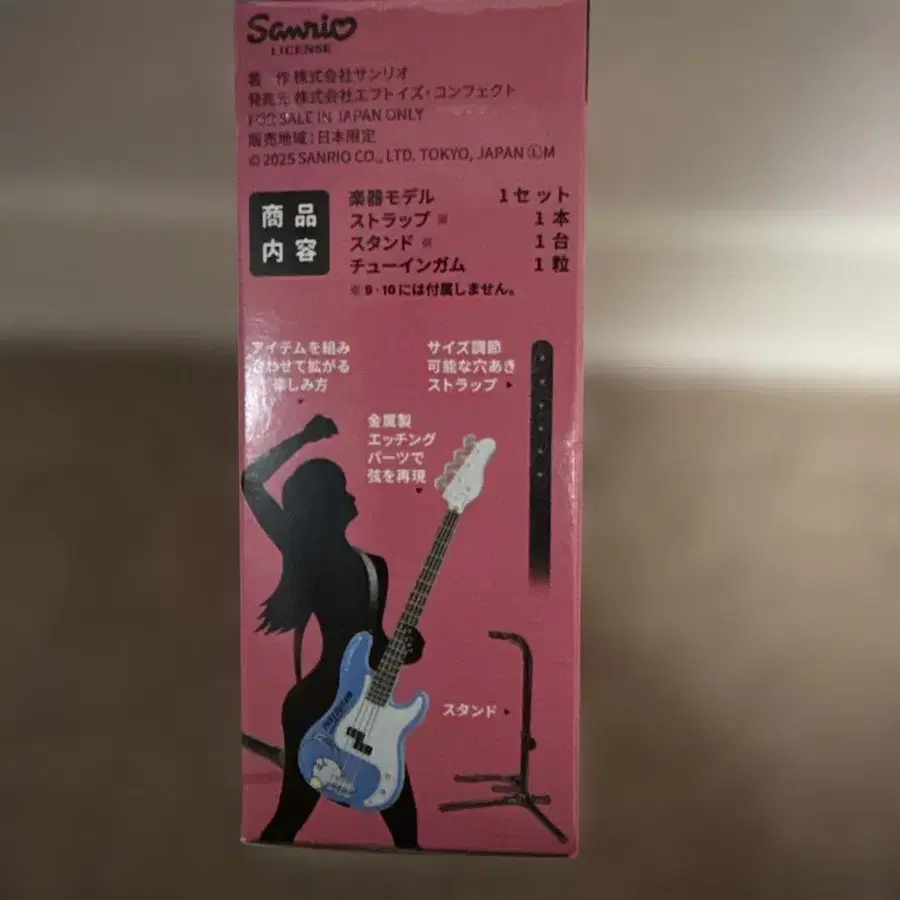 Sanrio
LICENSE
著 作 株式会社サンリオ
発売元 株式会社エフトイズ・コンフェクト
FOR SALE IN JAPAN ONLY
販売地域:日本限定
© 2025 SANRIO CO., LTD. TOKYO, JAPAN ⓁM
商品
内容
楽器モデル 1セット
ストラップ ※ 1本
スタンド ※ 1台
チューインガム 1粒
※ 9・10には付属しません。
アイテムを組み
合わせて拡がる
楽しみ方
サイズ調節
可能な穴あき
ストラップ
金属製
エッチング
パーツで
弦を再現
スタンド